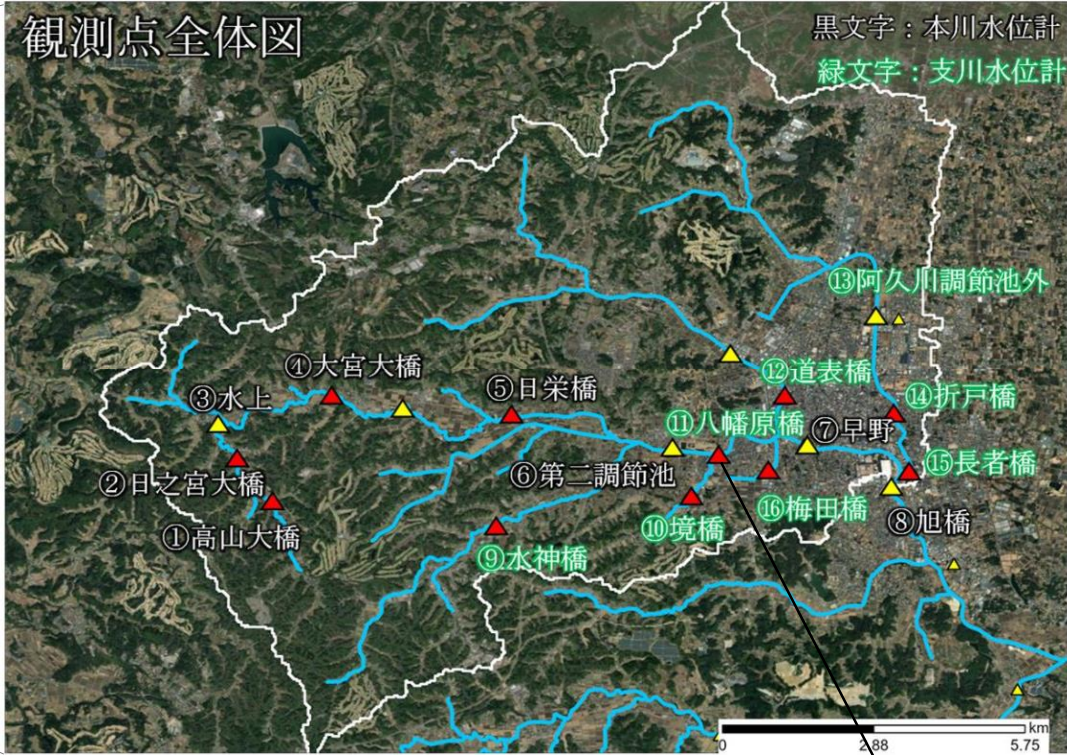 観測点全体図
黒文字：本川水位計
緑文字：支川水位計
⑬阿久川調節池外
④大宮大橋
⑫道表橋
③水上
⑤日栄橋
⑭折戸橋
⑪八幡原橋
⑦早野
⑮長者橋
②日之宮大橋
⑥第二調節池
⑯梅田橋
①高山大橋
⑩境橋
⑧旭橋
⑨水神橋
km
0 2.88 5.75